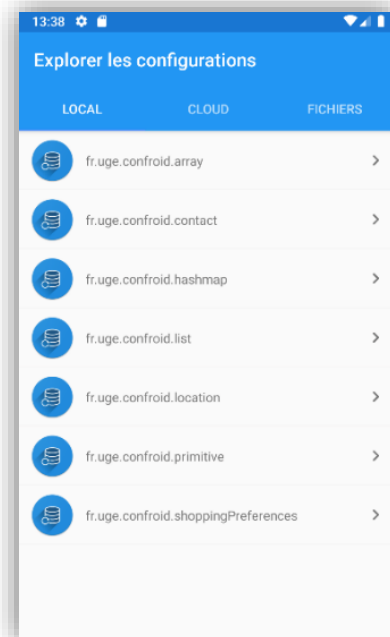 13:38
Explorer les configurations
LOCAL CLOUD FICHIERS
fr.uge.confroid.array
fr.uge.confroid.contact
fr.uge.confroid.hashmap
fr.uge.confroid.list
fr.uge.confroid.location
fr.uge.confroid.primitive
fr.uge.confroid.shoppingPreferences